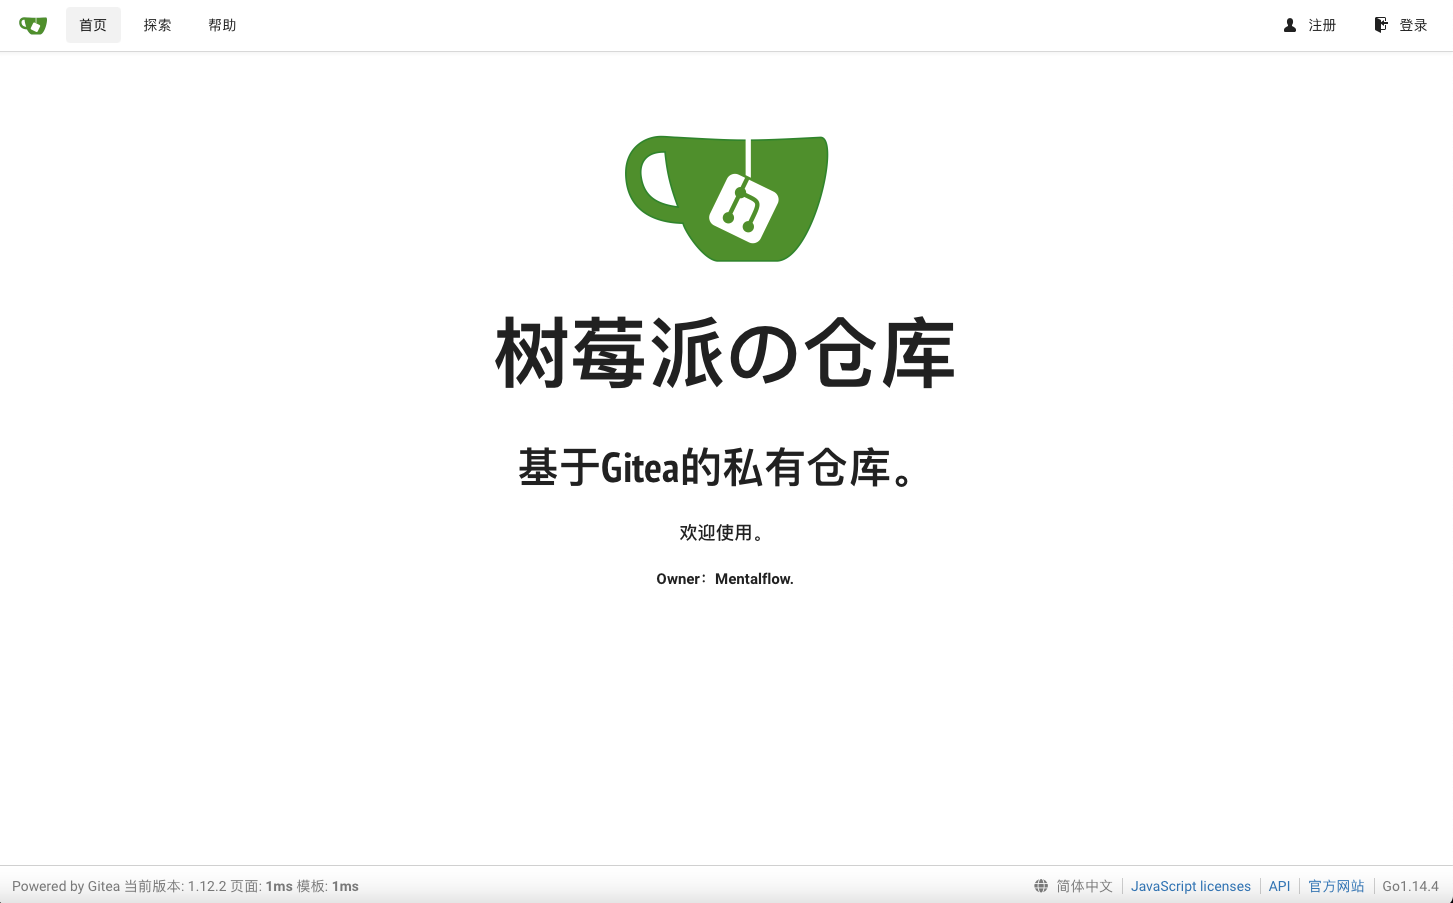 首页 探索 帮助 注册 登录
树莓派の仓库
基于Gitea的私有仓库。
欢迎使用。
Owner：Mentalflow.
Powered by Gitea 当前版本: 1.12.2 页面: 1ms 模板: 1ms 简体中文 JavaScript licenses API 官方网站 Go1.14.4